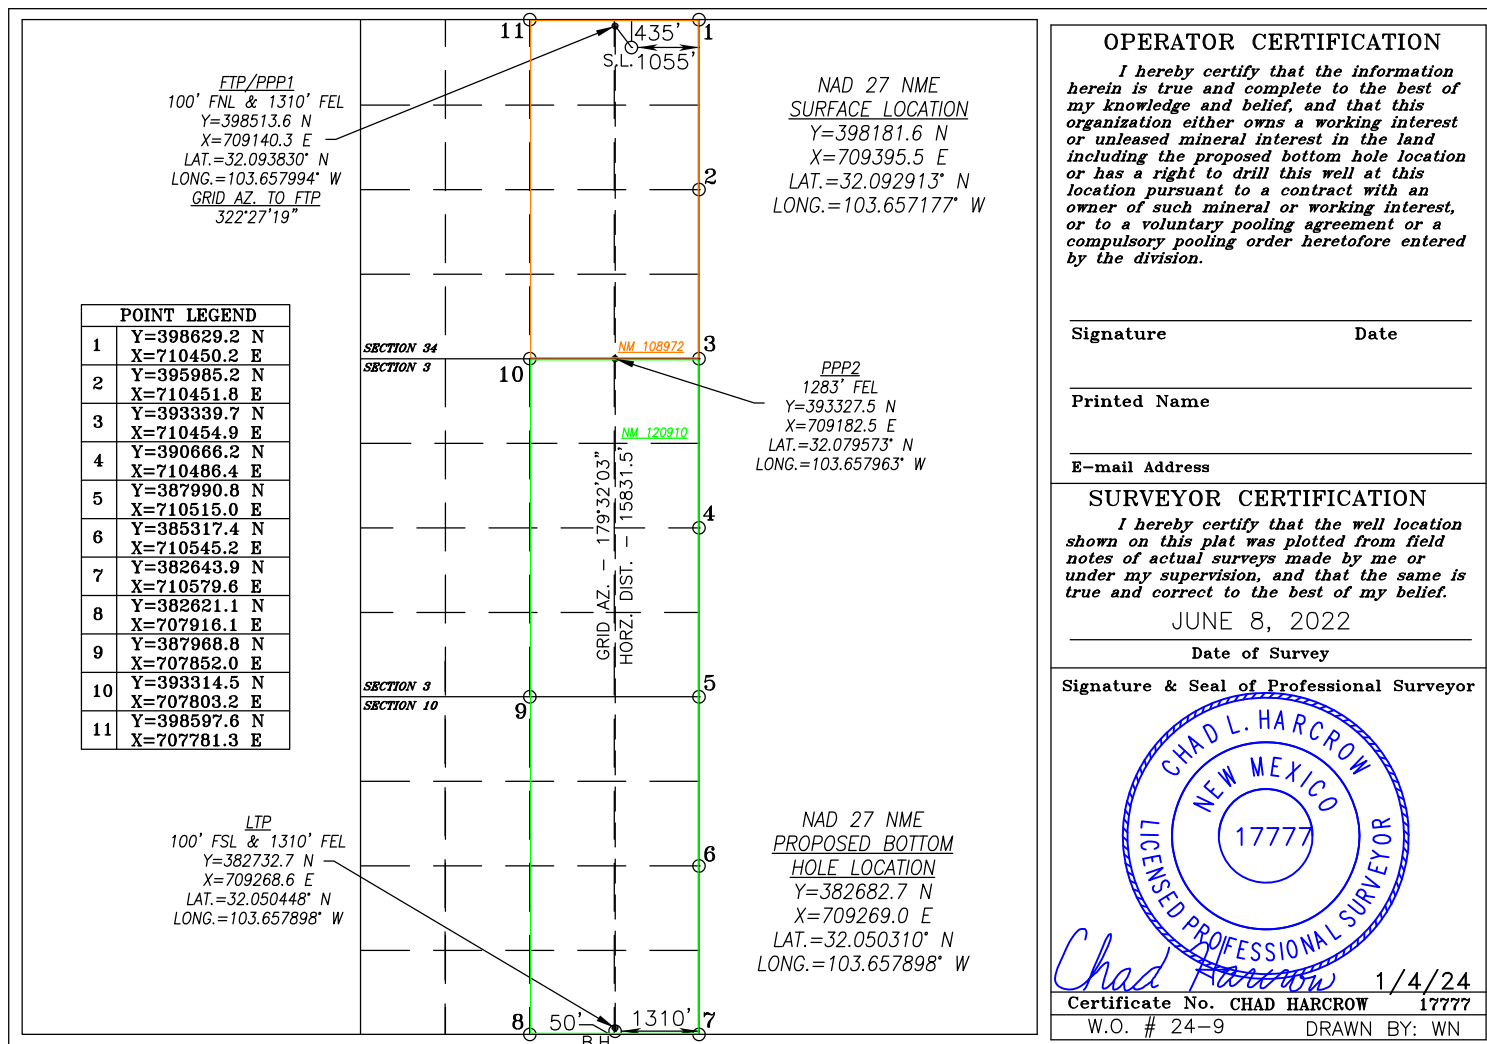 11
1
435'
S.L.
1055'
FTP/PPP1
100' FNL & 1310' FEL
Y=398513.6 N
X=709140.3 E
LAT.=32.093830° N
LONG.=103.657994° W
GRID AZ. TO FTP
322°27'19"
NAD 27 NME
SURFACE LOCATION
Y=398181.6 N
X=709395.5 E
LAT.=32.092913° N
LONG.=103.657177° W
2
POINT LEGEND
1 Y=398629.2 N
X=710450.2 E
2 Y=395985.2 N
X=710451.8 E
3 Y=393339.7 N
X=710454.9 E
4 Y=390666.2 N
X=710486.4 E
5 Y=387990.8 N
X=710515.0 E
6 Y=385317.4 N
X=710545.2 E
7 Y=382643.9 N
X=710579.6 E
8 Y=382621.1 N
X=707916.1 E
9 Y=387968.8 N
X=707852.0 E
10 Y=393314.5 N
X=707803.2 E
11 Y=398597.6 N
X=707781.3 E
SECTION 34
SECTION 3
NM 108972
10
3
PPP2
1283' FEL
Y=393327.5 N
X=709182.5 E
LAT.=32.079573° N
LONG.=103.657963° W
NM 120910
GRID AZ. – 179°32'03"
HORZ. DIST. – 15831.5'
4
SECTION 3
SECTION 10
9
5
LTP
100' FSL & 1310' FEL
Y=382732.7 N
X=709268.6 E
LAT.=32.050448° N
LONG.=103.657898° W
NAD 27 NME
PROPOSED BOTTOM
HOLE LOCATION
Y=382682.7 N
X=709269.0 E
LAT.=32.050310° N
LONG.=103.657898° W
6
8
50'
1310'
7
B.H.
OPERATOR CERTIFICATION
I hereby certify that the information
herein is true and complete to the best of
my knowledge and belief, and that this
organization either owns a working interest
or unleased mineral interest in the land
including the proposed bottom hole location
or has a right to drill this well at this
location pursuant to a contract with an
owner of such mineral or working interest,
or to a voluntary pooling agreement or a
compulsory pooling order heretofore entered
by the division.
Signature Date
Printed Name
E-mail Address
SURVEYOR CERTIFICATION
I hereby certify that the well location
shown on this plat was plotted from field
notes of actual surveys made by me or
under my supervision, and that the same is
true and correct to the best of my belief.
JUNE 8, 2022
Date of Survey
Signature & Seal of Professional Surveyor
CHAD L. HARCROW
NEW MEXICO
17777
LICENSED PROFESSIONAL SURVEYOR
Chad Harcrow 1/4/24
Certificate No. CHAD HARCROW 17777
W.O. # 24-9 DRAWN BY: WN